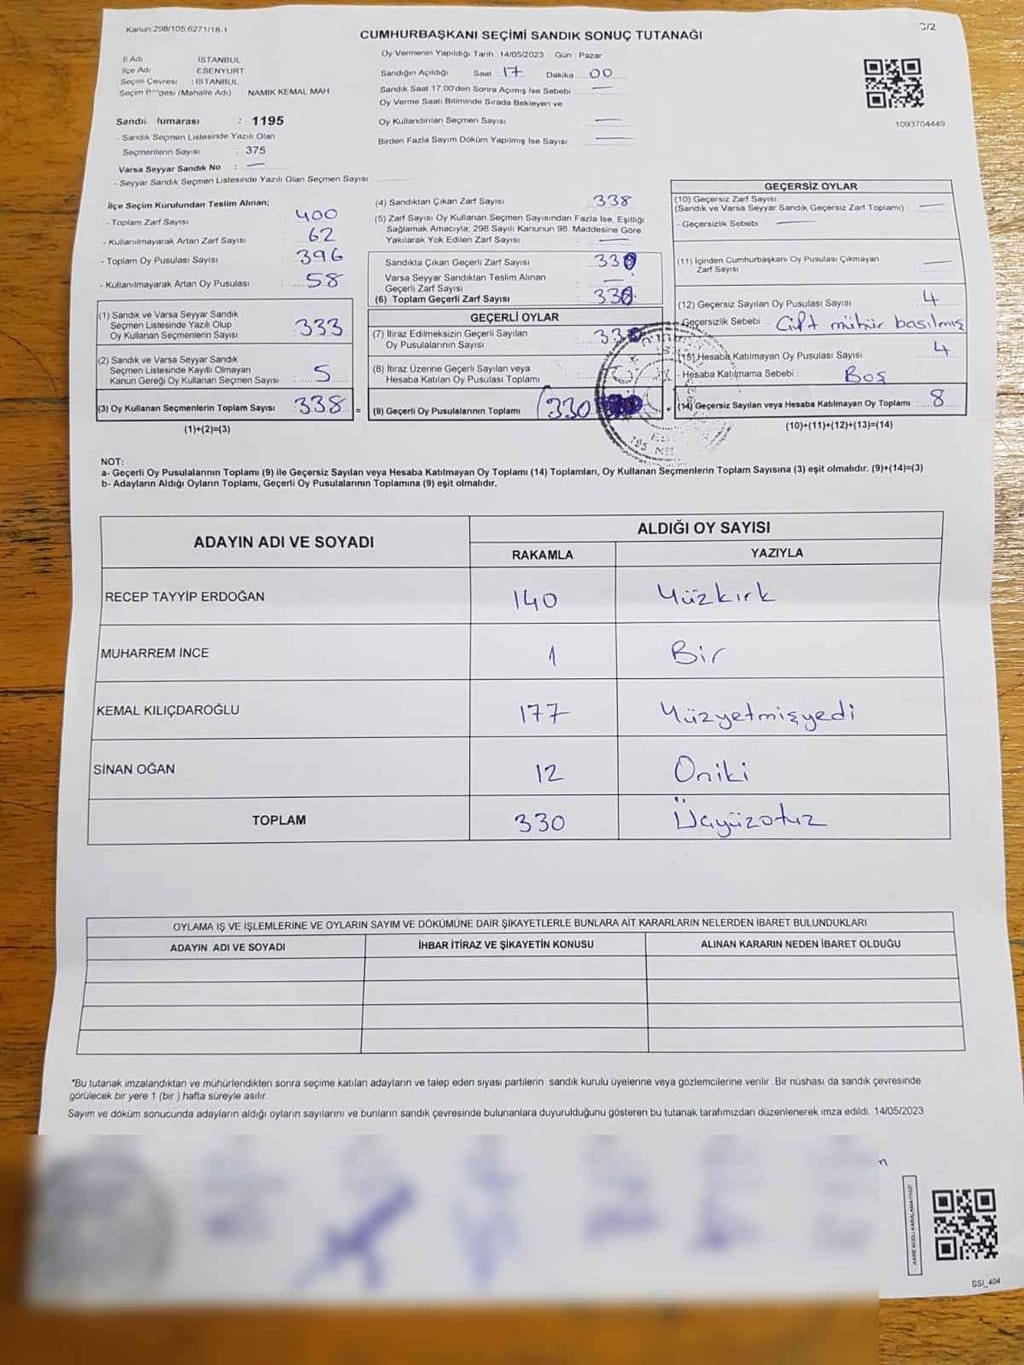 Kanun:298/105,6271/18-1
CUMHURBAŞKANI SEÇİMİ SANDIK SONUÇ TUTANAĞI
İl Adı İSTANBUL
İlçe Adı ESENYURT
Seçim Çevresi : İSTANBUL
Seçim Bölgesi (Mahalle Adı) NAMIK KEMAL MAH
Oy Vermenin Yapıldığı Tarih 14/05/2023 Gün Pazar
Sandığın Açıldığı Saat 17 Dakika 00
Sandık Saat 17.00'den Sonra Açımış İse Sebebi
Oy Verme Saati Bitiminde Sırada Bekleyen ve
Oy Kullandırılan Seçmen Sayısı
Birden Fazla Sayım Döküm Yapılmış İse Sayısı
1093704449
: 1195
- Sandık Seçmen Listesinde Yazılı Olan
Seçmenlerin Sayısı : 375
Varsa Seyyar Sandık No : —
- Seyyar Sandık Seçmen Listesinde Yazılı Olan Seçmen Sayısı:
İlçe Seçim Kurulundan Teslim Alınan;
- Toplam Zarf Sayısı 400
- Kullanılmayarak Artan Zarf Sayısı 62
- Toplam Oy Pusulası Sayısı 396
- Kullanılmayarak Artan Oy Pusulası : 58
(1) Sandık ve Varsa Seyyar Sandık
Seçmen Listesinde Yazılı Olup
Oy Kullanan Seçmenlerin Sayısı 333
(2) Sandık ve Varsa Seyyar Sandık
Seçmen Listesinde Kayıtlı Olmayan
Kanun Gereği Oy Kullanan Seçmen Sayısı 5
(3) Oy Kullanan Seçmenlerin Toplam Sayısı 338 =
(1)+(2)=(3)
(4) Sandıktan Çıkan Zarf Sayısı 338
(5) Zarf Sayısı Oy Kullanan Seçmen Sayısından Fazla İse, Eşitliği
Sağlamak Amacıyla; 298 Sayılı Kanunun 98. Maddesine Göre
Yakılarak Yok Edilen Zarf Sayısı —
Sandıkta Çıkan Geçerli Zarf Sayısı : 330
Varsa Seyyar Sandıktan Teslim Alınan
Geçerli Zarf Sayısı : —
(6) Toplam Geçerli Zarf Sayısı : 330
GEÇERLİ OYLAR
(7) İtiraz Edilmeksizin Geçerli Sayılan
Oy Pusulalarının Sayısı : 330
(8) İtiraz Üzerine Geçerli Sayılan veya
Hesaba Katılan Oy Pusulası Toplamı
(9) Geçerli Oy Pusulalarının Toplamı (330
GEÇERSİZ OYLAR
(10) Geçersiz Zarf Sayısı
(Sandık ve Varsa Seyyar Sandık Geçersiz Zarf Toplamı) : —
- Geçersizlik Sebebi : —
(11) İçinden Cumhurbaşkanı Oy Pusulası Çıkmayan
Zarf Sayısı —
(12) Geçersiz Sayılan Oy Pusulası Sayısı : 4
- Geçersizlik Sebebi : Çift mühür basılmış
(13) Hesaba Katılmayan Oy Pusulası Sayısı : 4
- Hesaba Katılmama Sebebi : Boş
(14) Geçersiz Sayılan veya Hesaba Katılmayan Oy Toplamı : 8
(10)+(11)+(12)+(13)=(14)
NOT:
a- Geçerli Oy Pusulalarının Toplamı (9) ile Geçersiz Sayılan veya Hesaba Katılmayan Oy Toplamı (14) Toplamları, Oy Kullanan Seçmenlerin Toplam Sayısına (3) eşit olmalıdır. (9)+(14)=(3)
b- Adayların Aldığı Oyların Toplamı, Geçerli Oy Pusulalarının Toplamına (9) eşit olmalıdır.
ADAYIN ADI VE SOYADI
ALDIĞI OY SAYISI
RAKAMLA YAZIYLA
RECEP TAYYİP ERDOĞAN 140 Yüzkırk
MUHARREM İNCE 1 Bir
KEMAL KILIÇDAROĞLU 177 Yüzyetmişyedi
SİNAN OĞAN 12 Oniki
TOPLAM 330 Üçyüzotuz
OYLAMA İŞ VE İŞLEMLERİNE VE OYLARIN SAYIM VE DÖKÜMÜNE DAİR ŞİKAYETLERLE BUNLARA AİT KARARLARIN NELERDEN İBARET BULUNDUKLARI
ADAYIN ADI VE SOYADI İHBAR İTİRAZ VE ŞİKAYETİN KONUSU ALINAN KARARIN NEDEN İBARET OLDUĞU
*Bu tutanak imzalandıktan ve mühürlendikten sonra seçime katılan adayların ve talep eden siyasi partilerin sandık kurulu üyelerine veya gözlemcilerine verilir .Bir nüshası da sandık çevresinde
görülecek bir yere 1 (bir ) hafta süreyle asılır.
Sayım ve döküm sonucunda adayların aldığı oyların sayılarını ve bunların sandık çevresinde bulunanlara duyurulduğunu gösteren bu tutanak tarafımızdan düzenlenerek imza edildi. 14/05/2023
SSI_404